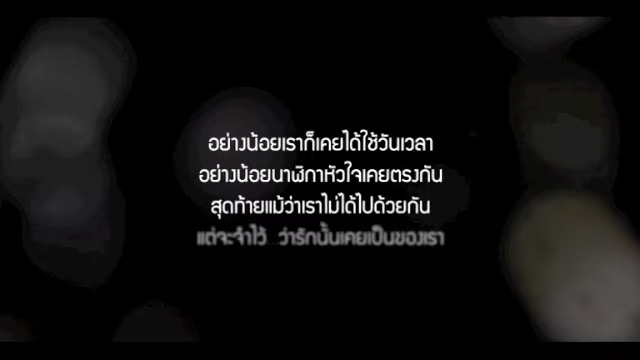 อย่างน้อยเราก็เคยได้ใช้วันเวลา
อย่างน้อยนาฬิกาหัวใจเคยตรงกัน
สุดท้ายแม้ว่าเราไม่ได้ไปด้วยกัน
แต่จะจำไว้ ว่ารักนั้นเคยเป็นของเรา